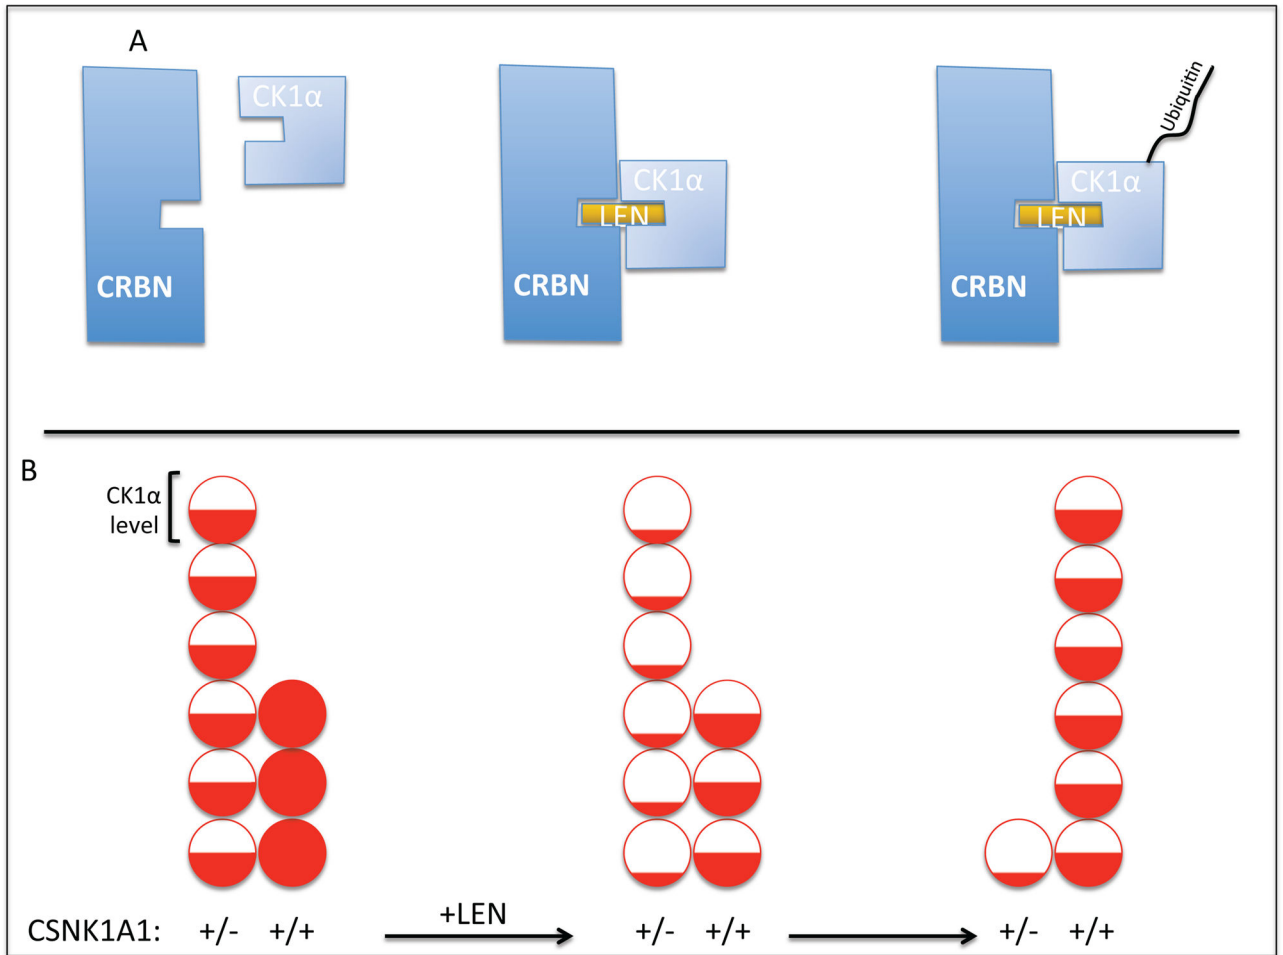 A
CK1α
CRBN
CK1α
LEN
CRBN
Ubiquitin
CK1α
LEN
CRBN
B
CK1α
level
CSNK1A1: +/- +/+ +LEN +/- +/+ +/- +/+